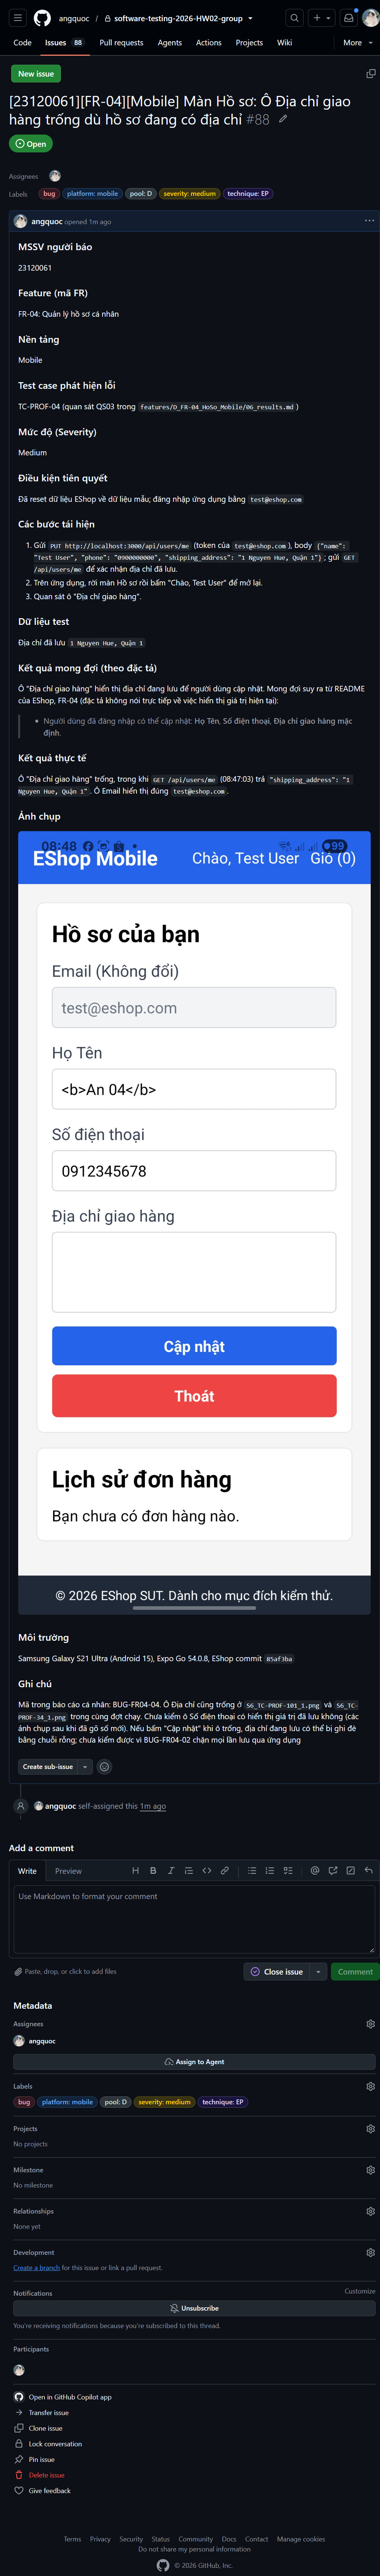 angquoc / software-testing-2026-HW02-group
Code Issues 88 Pull requests Agents Actions Projects Wiki More
New issue
[23120061][FR-04][Mobile] Màn Hồ sơ: Ô Địa chỉ giao
hàng trống dù hồ sơ đang có địa chỉ #88
Open
Assignees
Labels bug platform: mobile pool: D severity: medium technique: EP
angquoc opened 1m ago
MSSV người báo
23120061
Feature (mã FR)
FR-04: Quản lý hồ sơ cá nhân
Nền tảng
Mobile
Test case phát hiện lỗi
TC-PROF-04 (quan sát QS03 trong features/D_FR-04_HoSo_Mobile/06_results.md)
Mức độ (Severity)
Medium
Điều kiện tiên quyết
Đã reset dữ liệu EShop về dữ liệu mẫu; đăng nhập ứng dụng bằng test@eshop.com
Các bước tái hiện
1. Gửi PUT http://localhost:3000/api/users/me (token của test@eshop.com), body {"name":
"Test User", "phone": "0900000000", "shipping_address": "1 Nguyen Hue, Quận 1"}; gửi GET
/api/users/me để xác nhận địa chỉ đã lưu.
2. Trên ứng dụng, rời màn Hồ sơ rồi bấm "Chào, Test User" để mở lại.
3. Quan sát ô "Địa chỉ giao hàng".
Dữ liệu test
Địa chỉ đã lưu 1 Nguyen Hue, Quận 1
Kết quả mong đợi (theo đặc tả)
Ô "Địa chỉ giao hàng" hiển thị địa chỉ đang lưu để người dùng cập nhật. Mong đợi suy ra từ README
của EShop, FR-04 (đặc tả không nói trực tiếp về việc hiển thị giá trị hiện tại):
• Người dùng đã đăng nhập có thể cập nhật: Họ Tên, Số điện thoại, Địa chỉ giao hàng mặc
định.
Kết quả thực tế
Ô "Địa chỉ giao hàng" trống, trong khi GET /api/users/me (08:47:03) trả "shipping_address": "1
Nguyen Hue, Quận 1". Ô Email hiển thị đúng test@eshop.com.
Ảnh chụp
08:48 99
EShop Mobile Chào, Test User Giỏ (0)
Hồ sơ của bạn
Email (Không đổi)
test@eshop.com
Họ Tên
<b>An 04</b>
Số điện thoại
0912345678
Địa chỉ giao hàng
Cập nhật
Thoát
Lịch sử đơn hàng
Bạn chưa có đơn hàng nào.
© 2026 EShop SUT. Dành cho mục đích kiểm thử.
Môi trường
Samsung Galaxy S21 Ultra (Android 15), Expo Go 54.0.8, EShop commit 85af3ba
Ghi chú
Mã trong báo cáo cá nhân: BUG-FR04-04. Ô Địa chỉ cũng trống ở S6_TC-PROF-101_1.png và S6_TC-
PROF-34_1.png trong cùng đợt chạy. Chưa kiểm ô Số điện thoại có hiển thị giá trị đã lưu không (các
ảnh chụp sau khi đã gõ số mới). Nếu bấm "Cập nhật" khi ô trống, địa chỉ đang lưu có thể bị ghi đè
bằng chuỗi rỗng; chưa kiểm được vì BUG-FR04-02 chặn mọi lần lưu qua ứng dụng
Create sub-issue
angquoc self-assigned this 1m ago
Add a comment
Write Preview
Use Markdown to format your comment
Paste, drop, or click to add files
Close issue Comment
Metadata
Assignees
angquoc
Assign to Agent
Labels
bug platform: mobile pool: D severity: medium technique: EP
Projects
No projects
Milestone
No milestone
Relationships
None yet
Development
Create a branch for this issue or link a pull request.
Notifications Customize
Unsubscribe
You're receiving notifications because you're subscribed to this thread.
Participants
Open in GitHub Copilot app
Transfer issue
Clone issue
Lock conversation
Pin issue
Delete issue
Give feedback
Terms Privacy Security Status Community Docs Contact Manage cookies
Do not share my personal information
© 2026 GitHub, Inc.